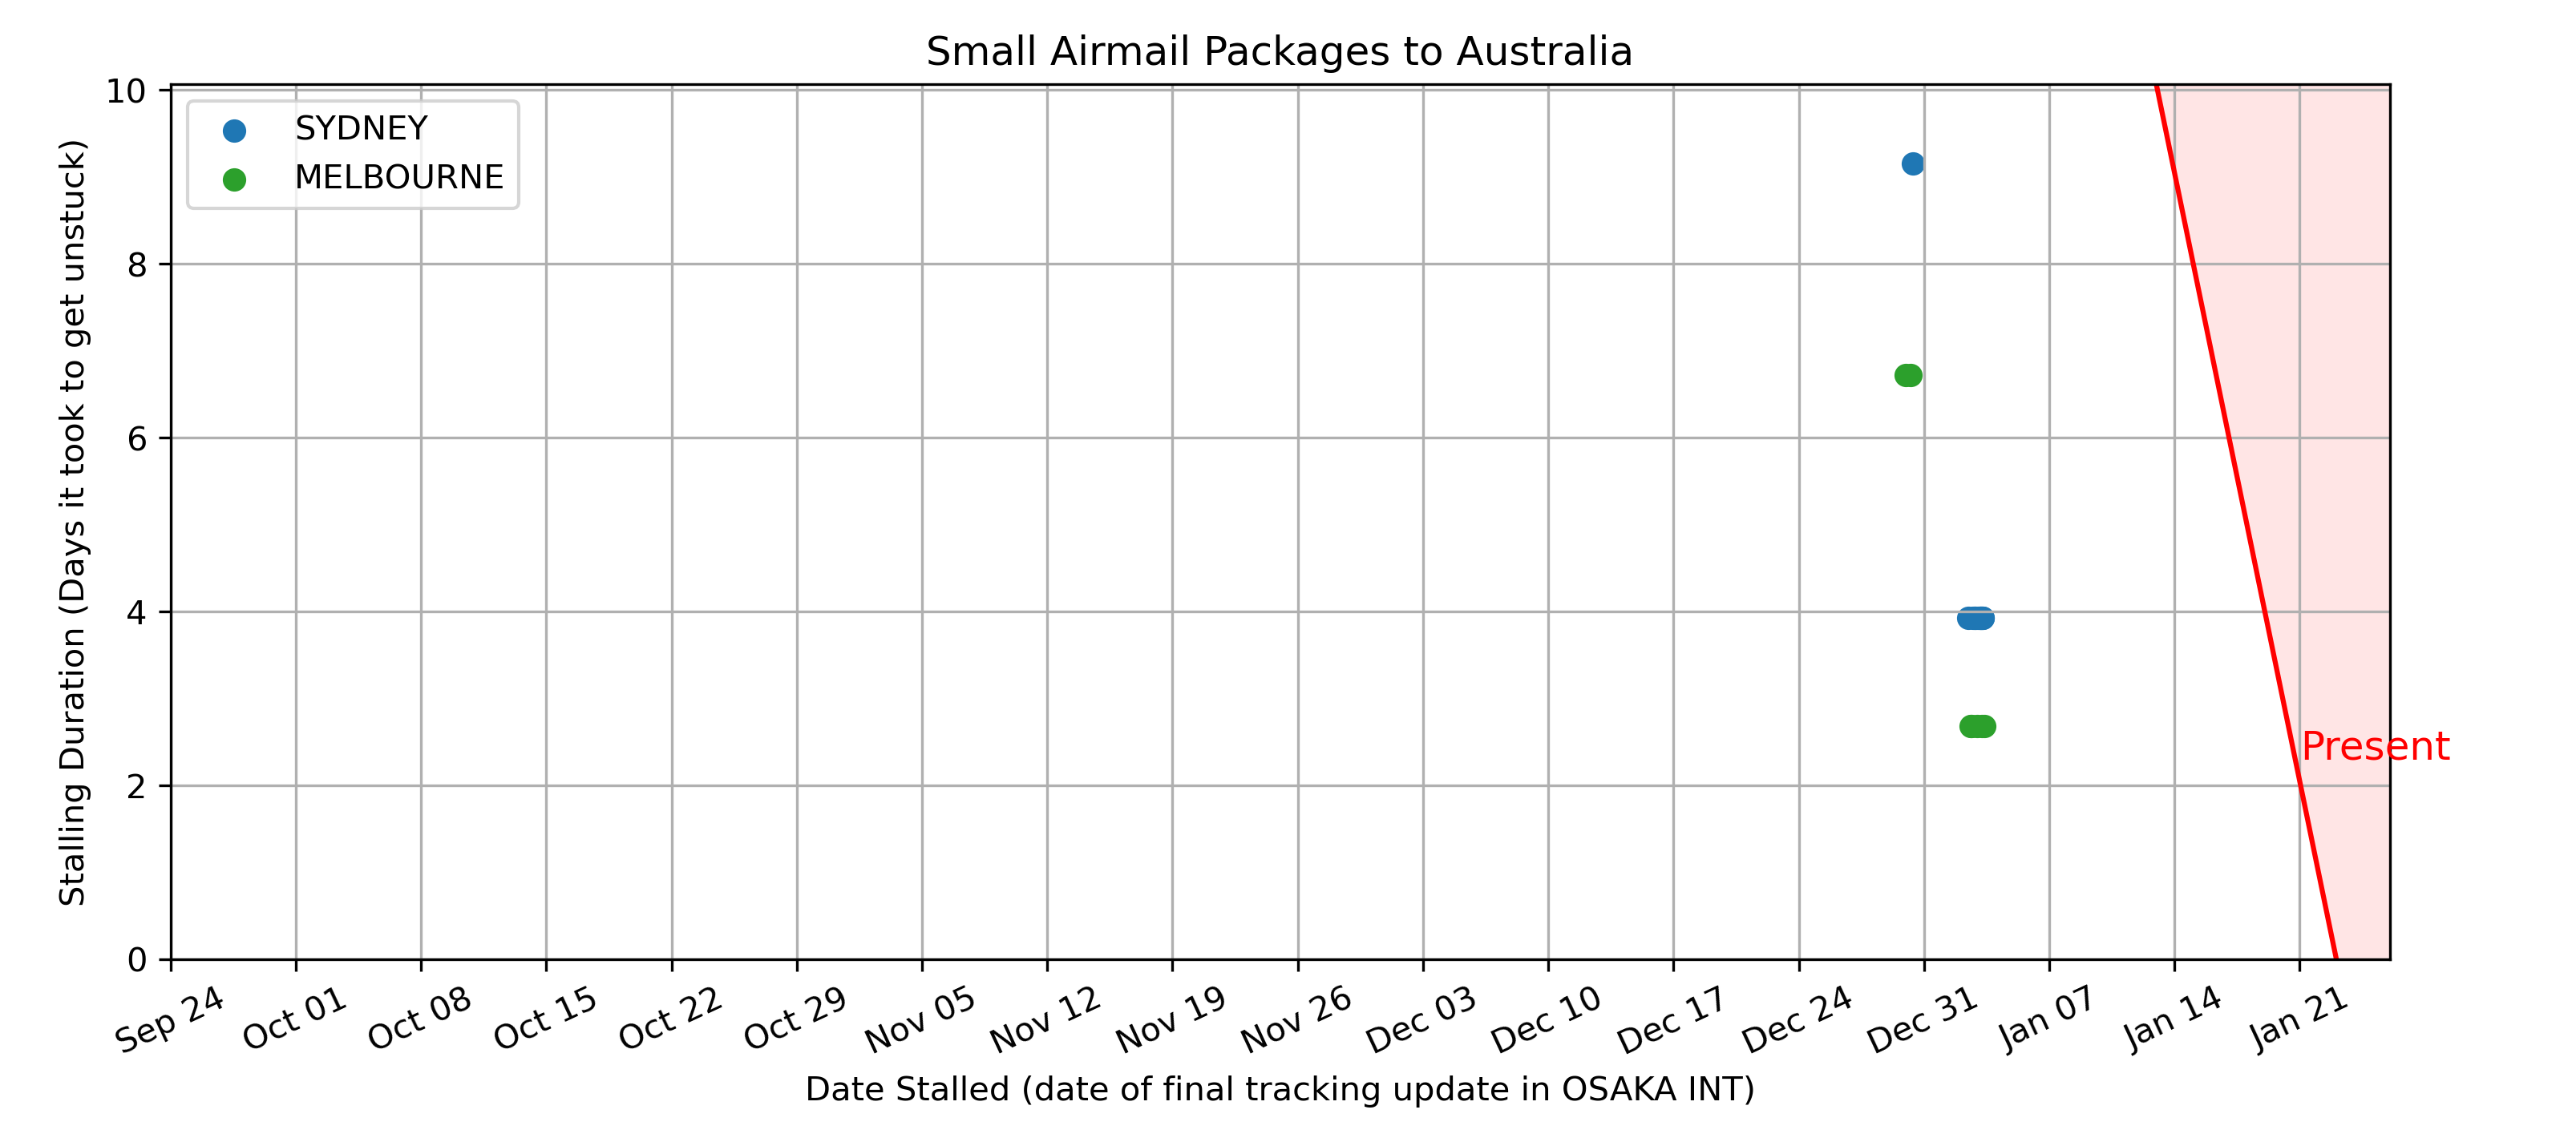 Small Airmail Packages to Australia
SYDNEY
MELBOURNE
Stalling Duration (Days it took to get unstuck)
10
8
6
4
2
0
Present
Sep 24
Oct 01
Oct 08
Oct 15
Oct 22
Oct 29
Nov 05
Nov 12
Nov 19
Nov 26
Dec 03
Dec 10
Dec 17
Dec 24
Dec 31
Jan 07
Jan 14
Jan 21
Date Stalled (date of final tracking update in OSAKA INT)